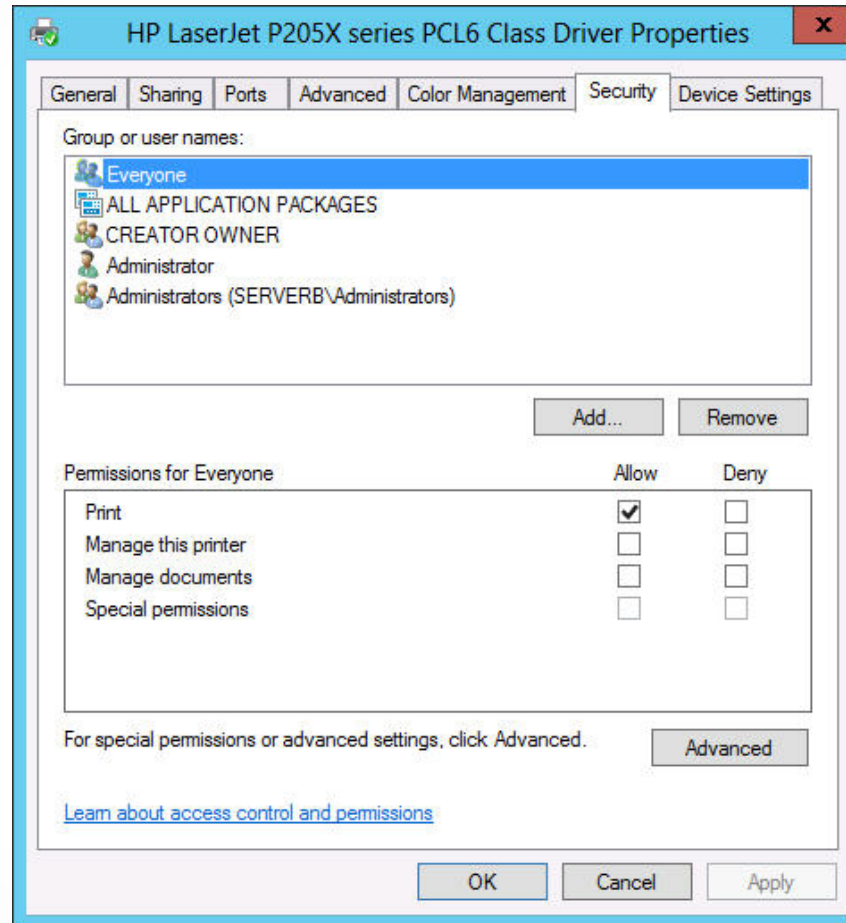 HP LaserJet P205X series PCL6 Class Driver Properties
x
General Sharing Ports Advanced Color Management Security Device Settings
Group or user names:
Everyone
ALL APPLICATION PACKAGES
CREATOR OWNER
Administrator
Administrators (SERVERB\Administrators)
Add... Remove
Permissions for Everyone Allow Deny
Print
Manage this printer
Manage documents
Special permissions
For special permissions or advanced settings, click Advanced. Advanced
Learn about access control and permissions
OK Cancel Apply